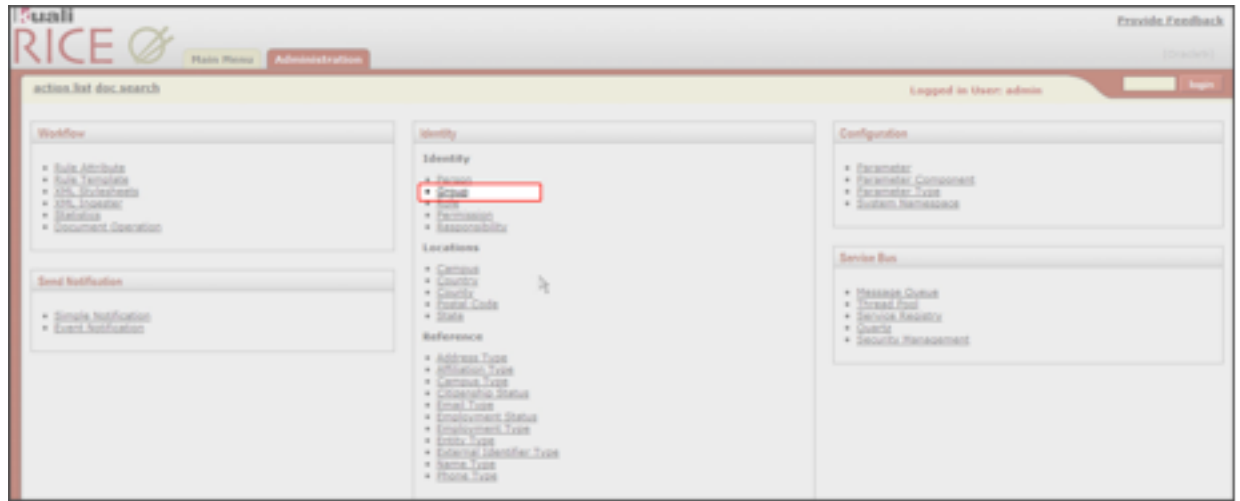 Kuali
RICE
Provide Feedback
Main Menu
Administration
action list doc search
Logged in User: admin
login
Workflow
Rule Attribute
Rule Template
XML Stylesheets
XML Ingester
Statistics
Document Operation
Send Notification
Simple Notification
Event Notification
Identity
Identity
Person
Group
Role
Permission
Responsibility
Locations
Campus
Country
County
Postal Code
State
Reference
Address Type
Affiliation Type
Campus Type
Citizenship Status
Email Type
Employment Status
Employment Type
Entity Type
External Identifier Type
Name Type
Phone Type
Configuration
Parameter
Parameter Component
Parameter Type
System Namespace
Service Bus
Message Queue
Thread Pool
Service Registry
Quartz
Security Management